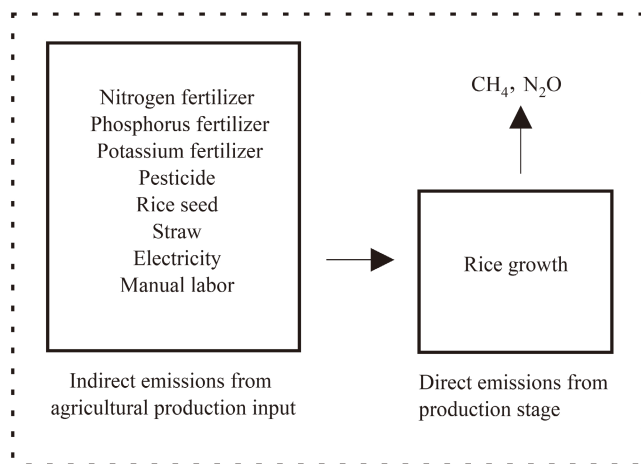 Nitrogen fertilizer
Phosphorus fertilizer
Potassium fertilizer
Pesticide
Rice seed
Straw
Electricity
Manual labor
Indirect emissions from
agricultural production input
CH₄, N₂O
Rice growth
Direct emissions from
production stage